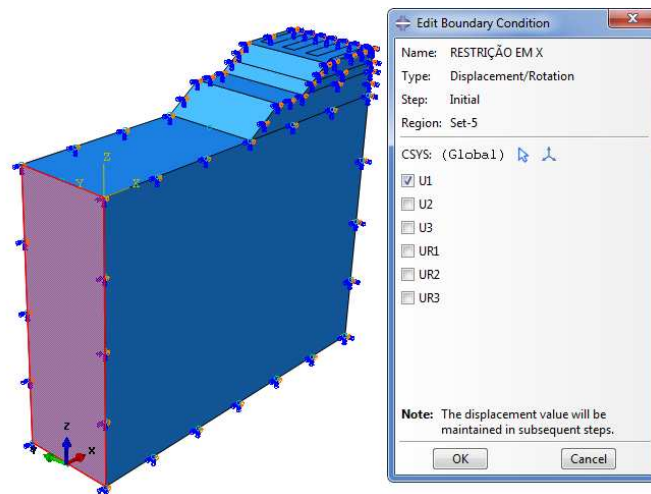 Edit Boundary Condition
Name: RESTRIÇÃO EM X
Type: Displacement/Rotation
Step: Initial
Region: Set-5
CSYS: (Global)
U1
U2
U3
UR1
UR2
UR3
Note: The displacement value will be
maintained in subsequent steps.
OK Cancel
Z
Y X
Z
X